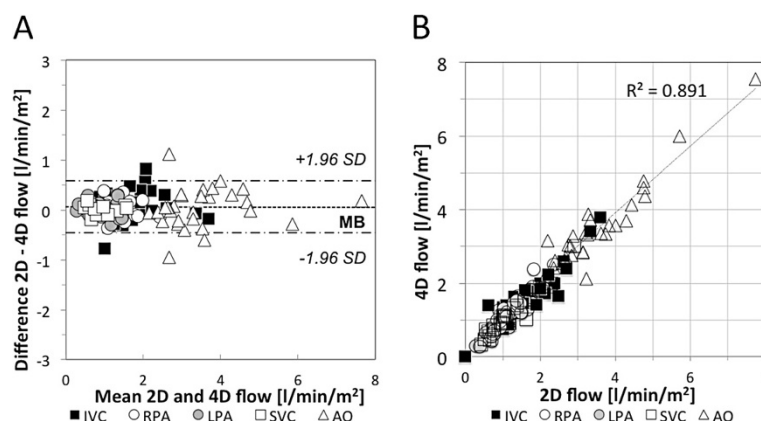 A
Difference 2D - 4D flow [l/min/m²]
3
2
1
0
-1
-2
-3
+1.96 SD
MB
-1.96 SD
0
2
4
6
8
Mean 2D and 4D flow [l/min/m²]
IVC RPA LPA SVC AO
B
4D flow [l/min/m²]
8
6
4
2
0
R² = 0.891
0
2
4
6
2D flow [l/min/m²]
IVC RPA LPA SVC AO